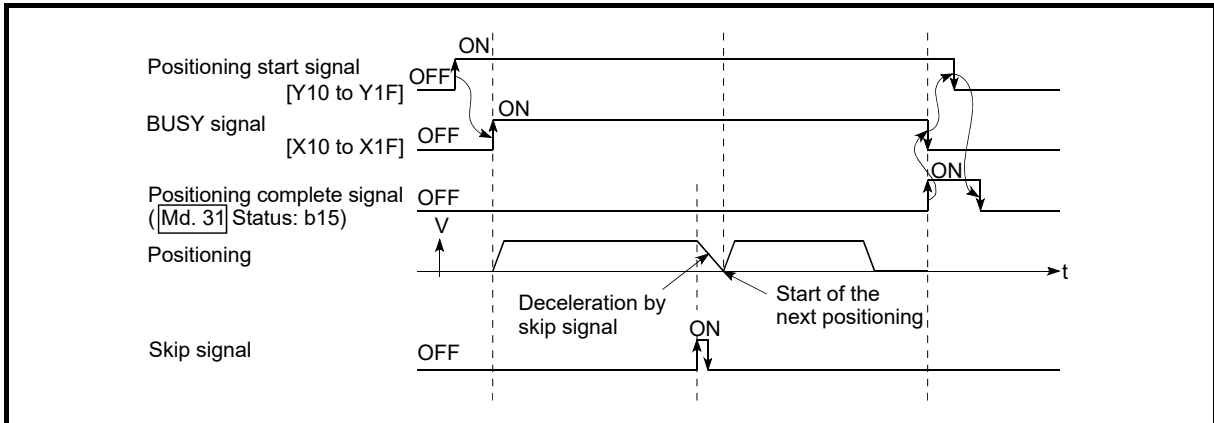 Positioning start signal
[Y10 to Y1F]
OFF
ON
BUSY signal
[X10 to X1F]
OFF
ON
Positioning complete signal
( Md. 31 Status: b15)
OFF
ON
V
Positioning
t
Deceleration by
skip signal
Start of the
next positioning
Skip signal
OFF
ON